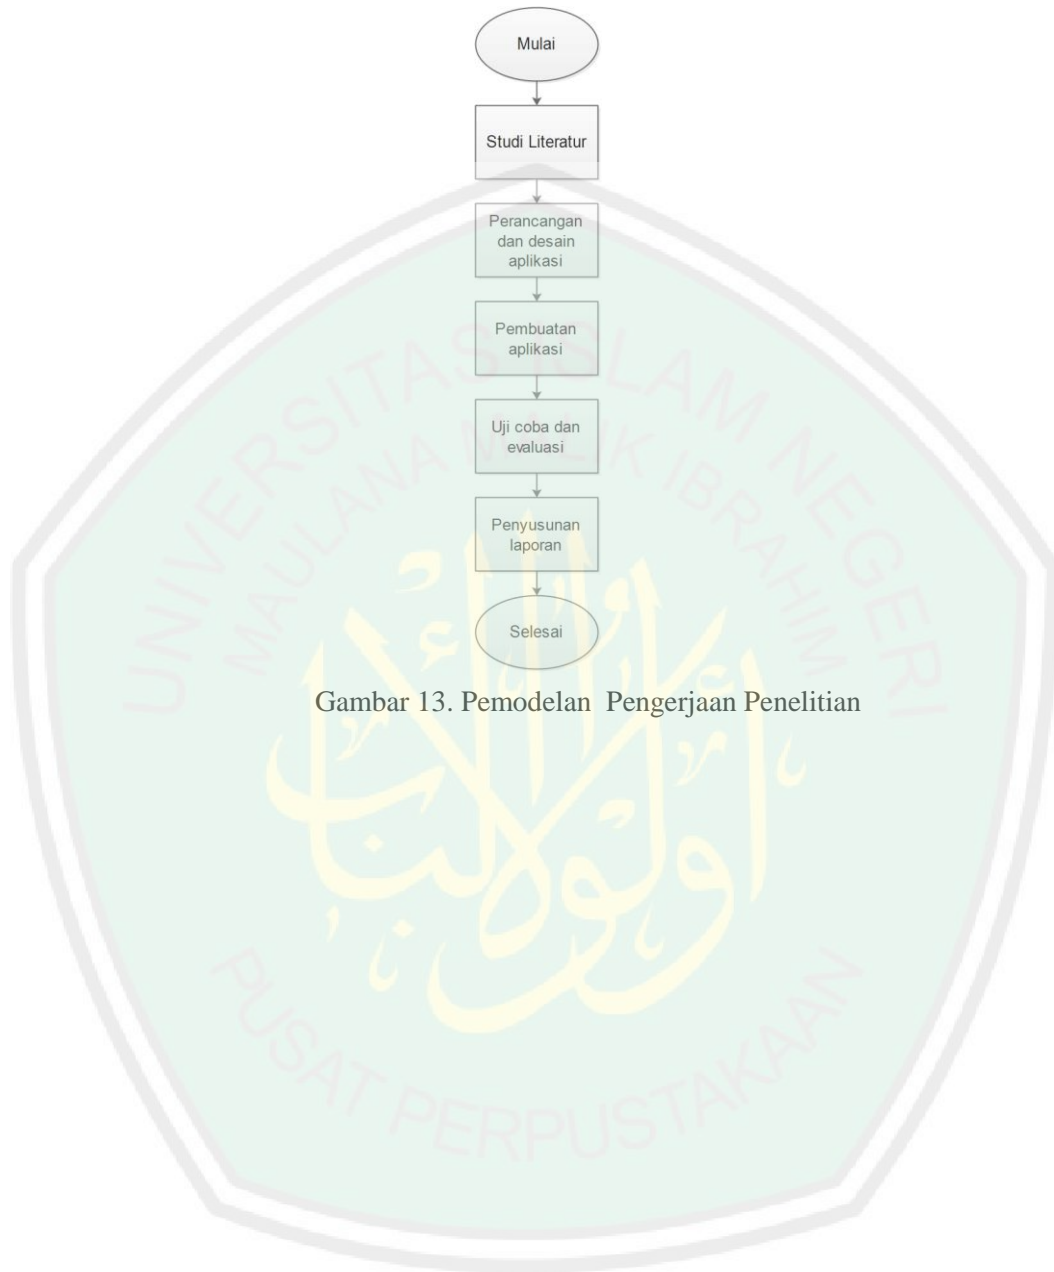 Mulai
Studi Literatur
Perancangan
dan desain
aplikasi
Pembuatan
aplikasi
Uji coba dan
evaluasi
Penyusunan
laporan
Selesai
Gambar 13. Pemodelan  Pengerjaan Penelitian
UNIVERSITAS ISLAM NEGERI
MAULANA MALIK IBRAHIM
PUSAT PERPUSTAKAAN